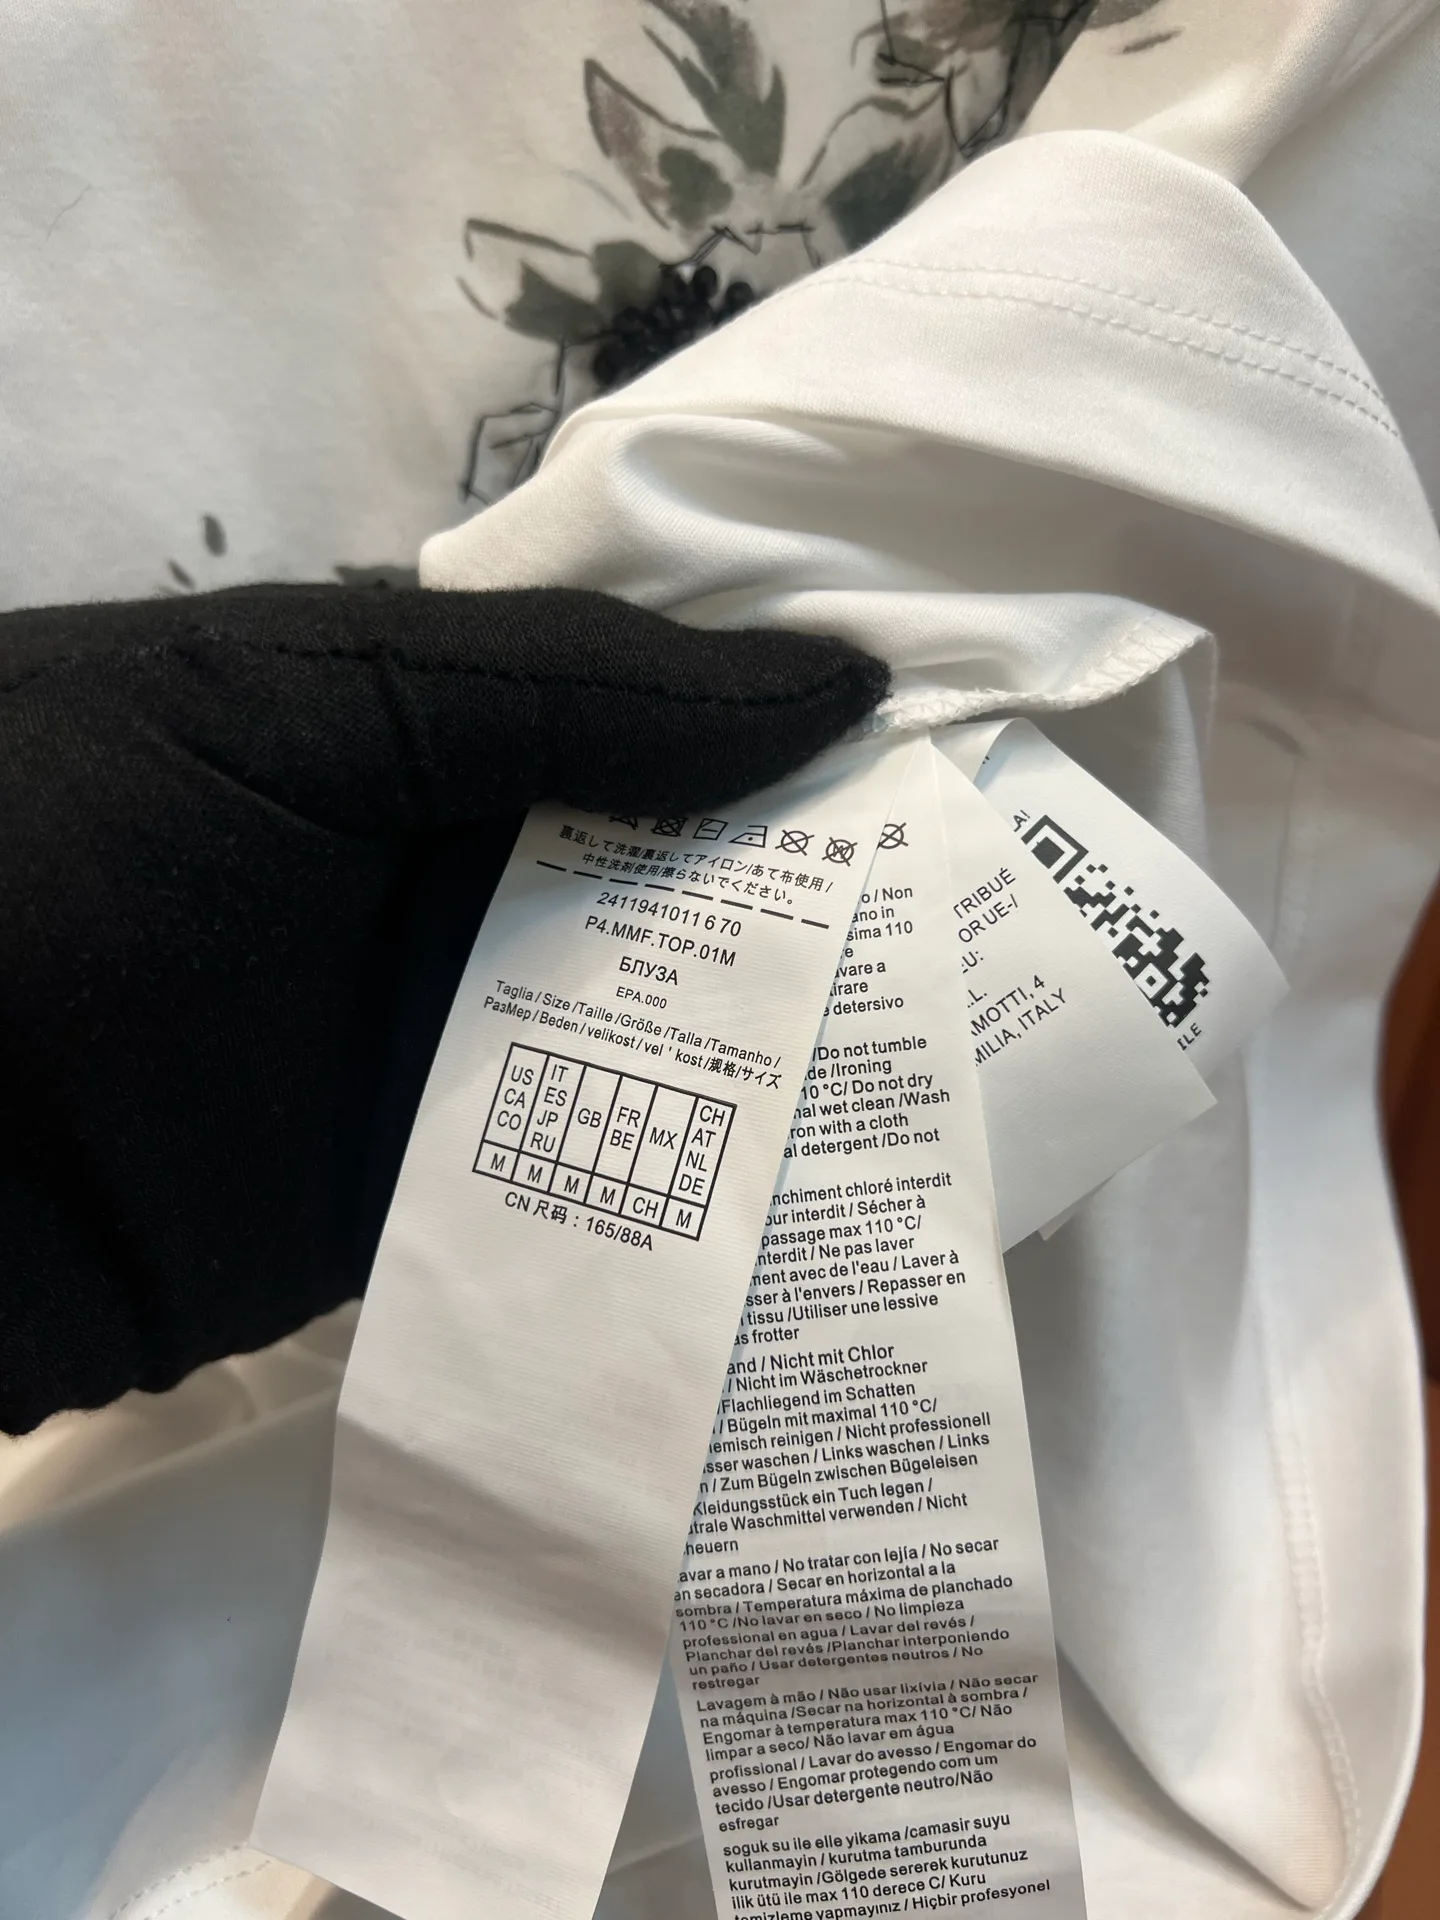 裏返して洗濯/裏返してアイロン/あて布使用/
中性洗剤使用/擦らないでください。
2411941011670
P4.MMF.TOP.01M
БЛУЗА
EPA.000
Taglia/Size/Taille/Größe/Talla/Tamanho/
РазМер/Beden/velikost/vel'kost/规格/サイズ
US CA CO
IT ES JP RU
GB
FR BE
MX
CH AT NL DE
M M M M CH M
CN 尺码：165/88A
o / Non
ano in
sima 110
e
avare a
irare
detersivo
/Do not tumble
de /Ironing
10 °C/ Do not dry
nal wet clean /Wash
ron with a cloth
al detergent /Do not
nchiment chloré interdit
our interdit / Sécher à
passage max 110 °C/
nterdit / Ne pas laver
ment avec de l'eau / Laver à
sser à l'envers / Repasser en
tissu /Utiliser une lessive
as frotter
and / Nicht mit Chlor
/ Nicht im Wäschetrockner
/Flachliegend im Schatten
/ Bügeln mit maximal 110 °C/
emisch reinigen / Nicht professionell
sser waschen / Links waschen / Links
n / Zum Bügeln zwischen Bügeleisen
Kleidungsstück ein Tuch legen /
utrale Waschmittel verwenden / Nicht
heuern
avar a mano / No tratar con lejía / No secar
en secadora / Secar en horizontal a la
sombra / Temperatura máxima de planchado
110 °C /No lavar en seco / No limpieza
professional en agua / Lavar del revés /
Planchar del revés /Planchar interponiendo
un paño / Usar detergentes neutros / No
restregar
Lavagem à mão / Não usar lixívia / Não secar
na máquina /Secar na horizontal à sombra /
Engomar à temperatura max 110 °C/ Não
limpar a seco/ Não lavar em água
profissional / Lavar do avesso / Engomar do
avesso / Engomar protegendo com um
tecido /Usar detergente neutro/Não
esfregar
soguk su ile elle yikama /camasir suyu
kullanmayin / kurutma tamburunda
kurutmayin /Gölgede sererek kurutunuz
ilik ütü ile max 110 derece C/ Kuru
temizleme yapmayınız / Hiçbir profesyonel
TRIBUÉ
OR UE-/
U:
.L.
AMOTTI, 4
MILIA, ITALY
ILE